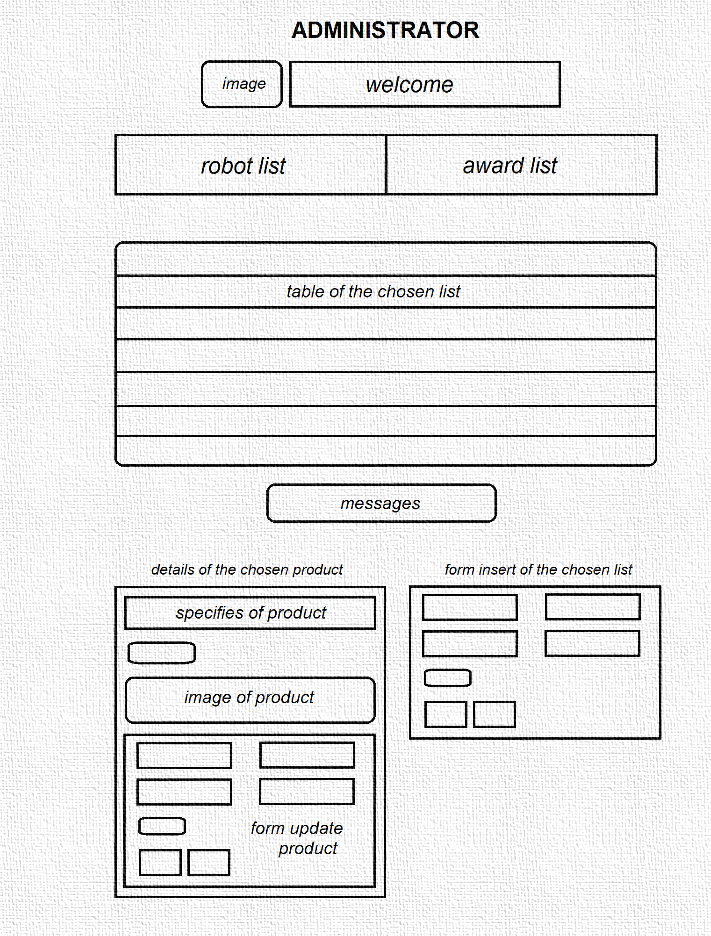 ADMINISTRATOR
image
welcome
robot list
award list
table of the chosen list
messages
details of the chosen product
form insert of the chosen list
specifies of product
image of product
form update
product